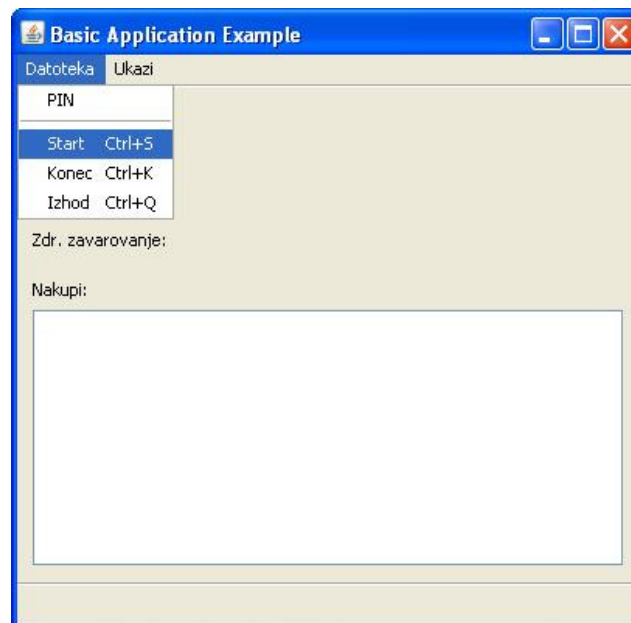 Basic Application Example
Datoteka Ukazi
PIN
Start Ctrl+S
Konec Ctrl+K
Izhod Ctrl+Q
Zdr. zavarovanje:
Nakupi: